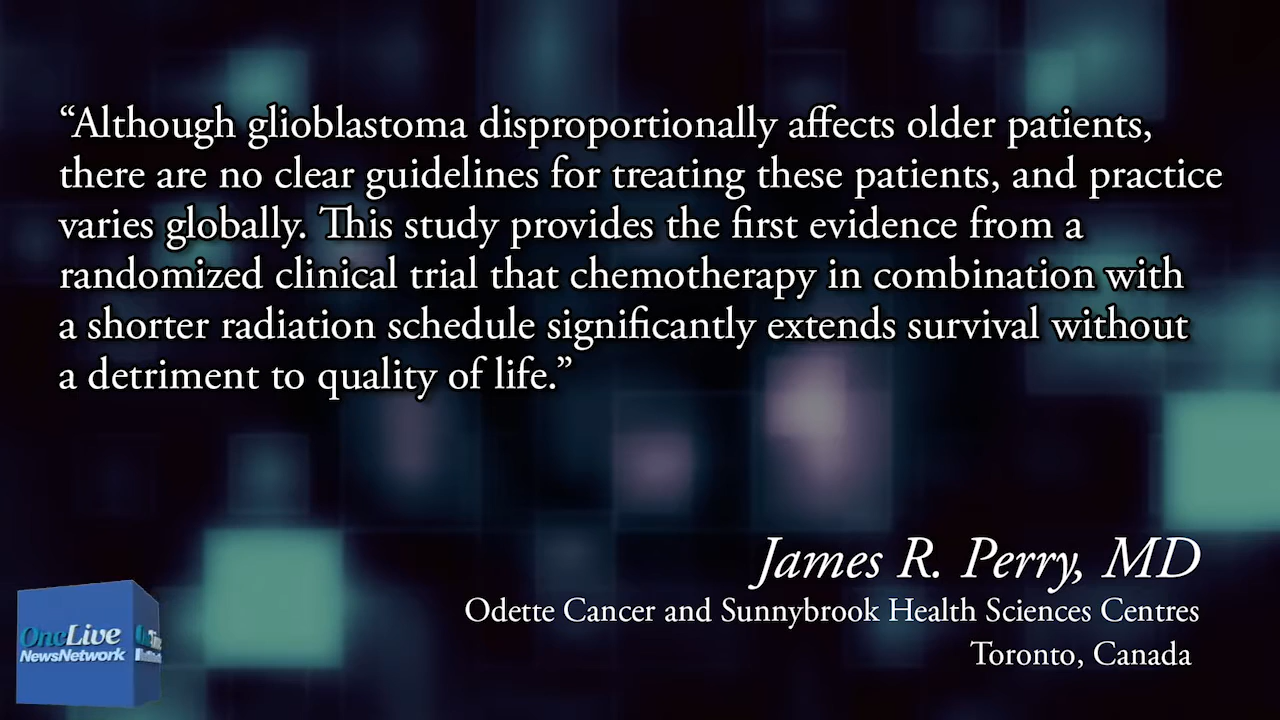 “Although glioblastoma disproportionally affects older patients,
there are no clear guidelines for treating these patients, and practice
varies globally. This study provides the first evidence from a
randomized clinical trial that chemotherapy in combination with
a shorter radiation schedule significantly extends survival without
a detriment to quality of life.”
James R. Perry, MD
Odette Cancer and Sunnybrook Health Sciences Centres
Toronto, Canada
OncLive
NewsNetwork